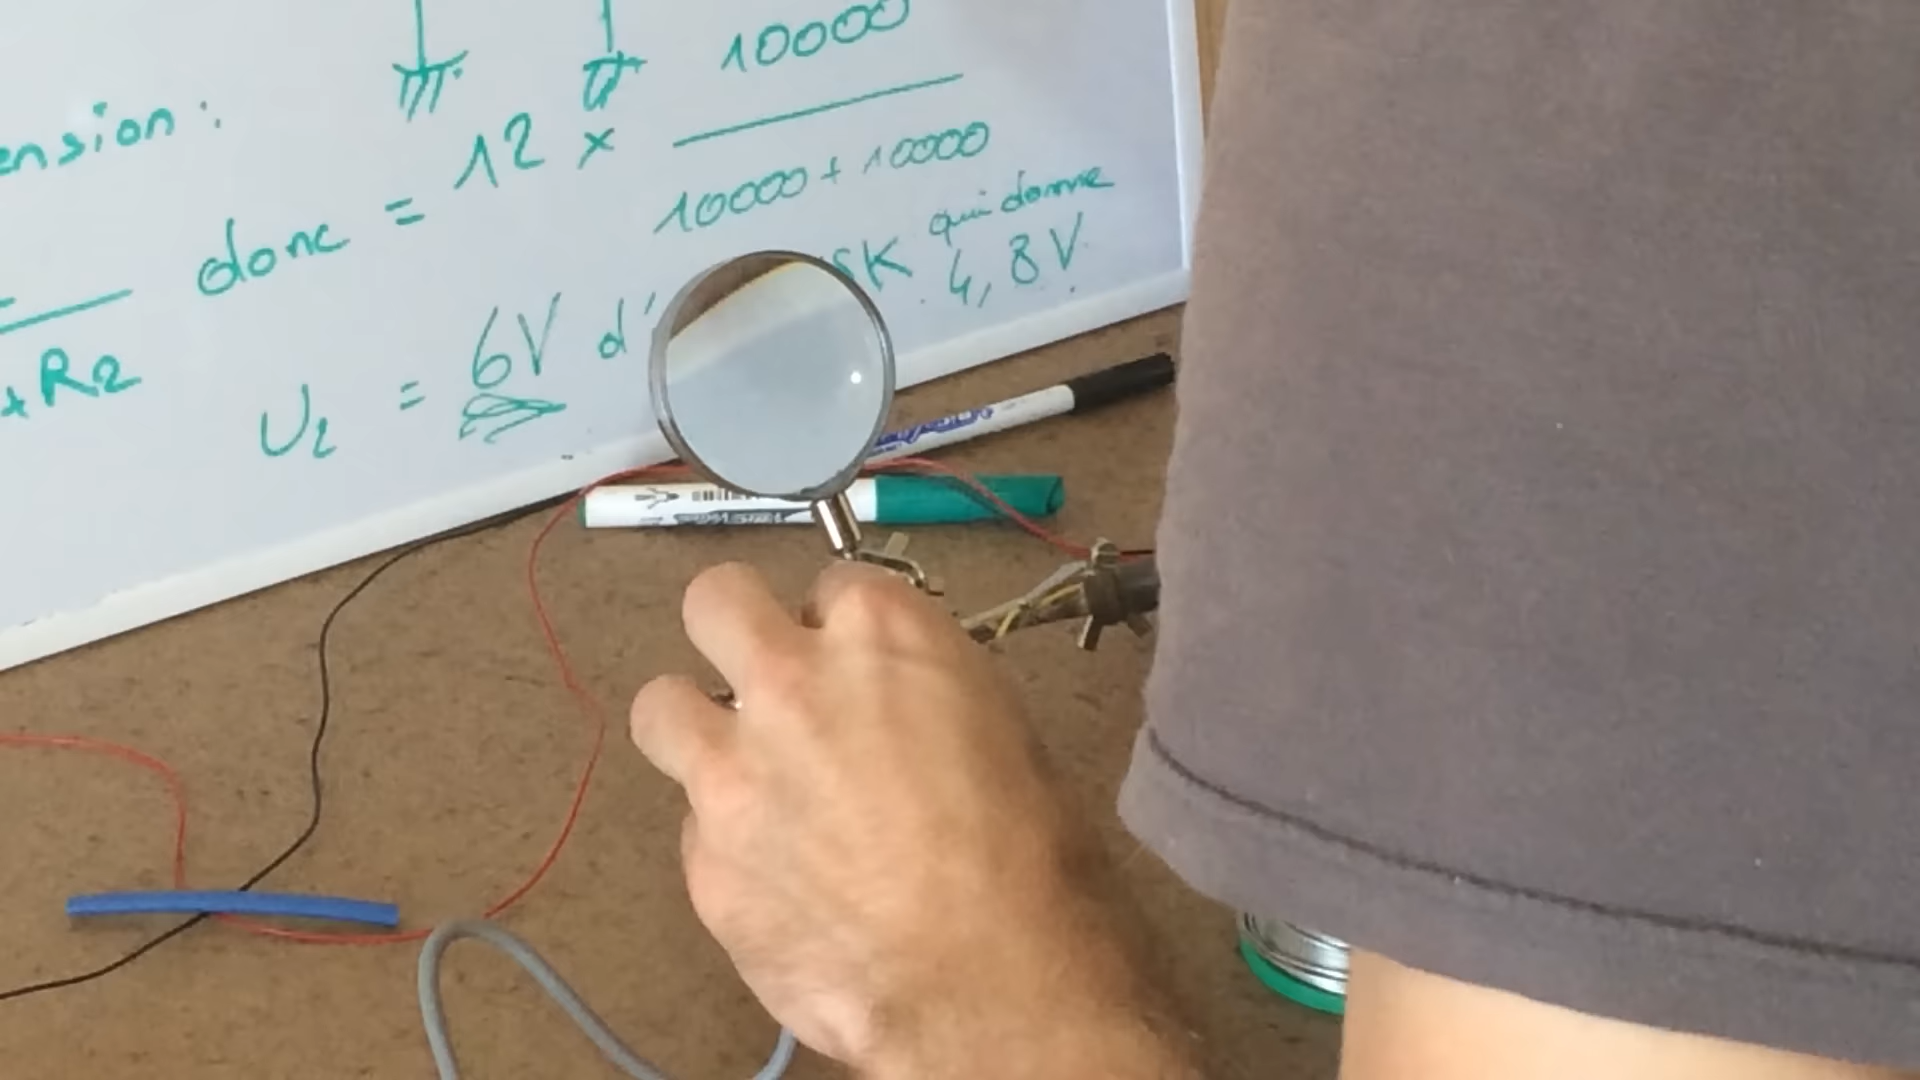 ension:
donc = 12 × 10000
10000 + 10000
+R2
U2 = 6V d'
qui donne
4,8V